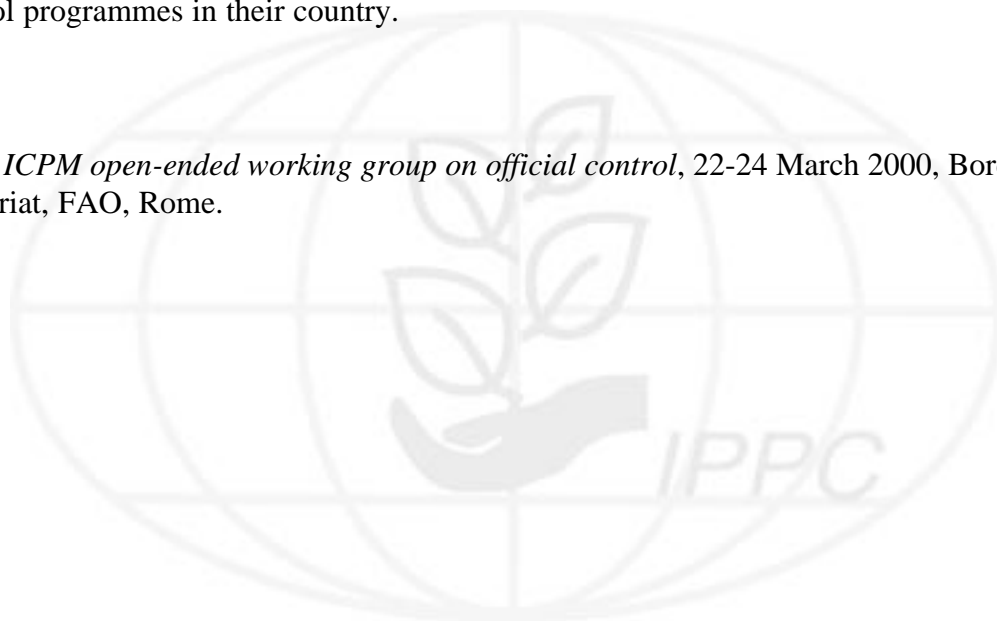 ol programmes in their country.
ICPM open-ended working group on official control, 22-24 March 2000, Bor
riat, FAO, Rome.
IPPC